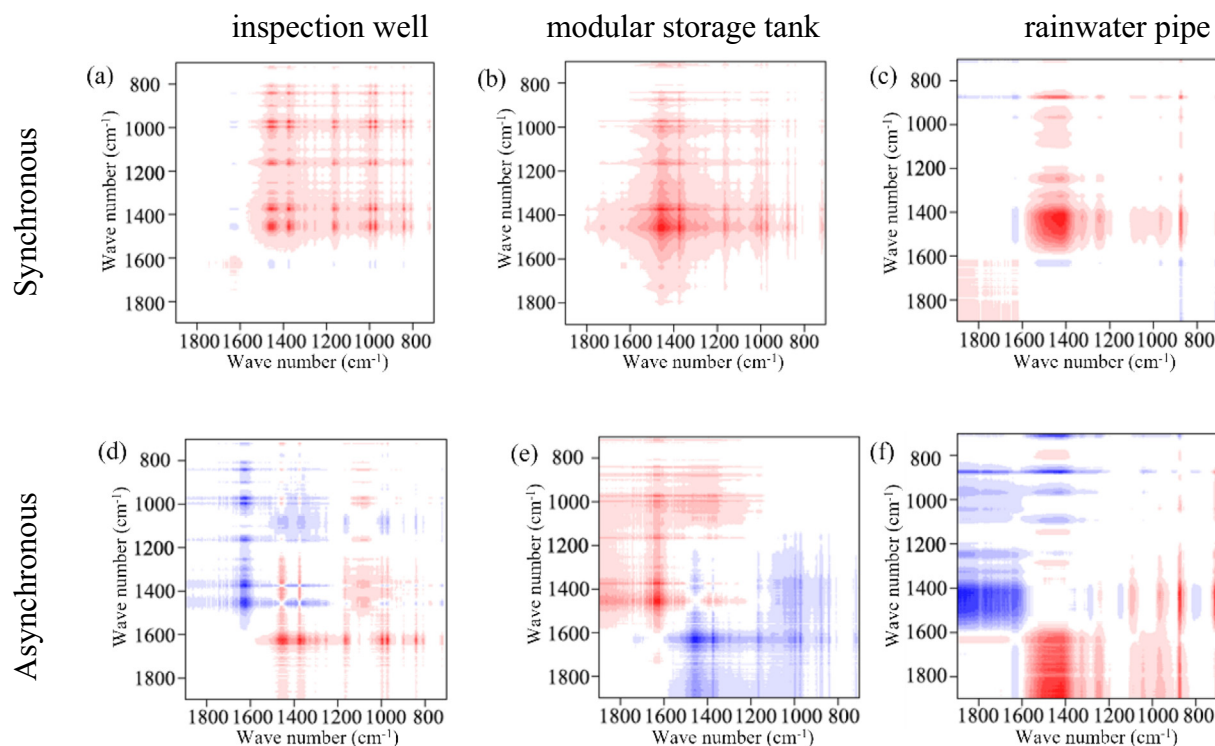 inspection well modular storage tank rainwater pipe
Synchronous
(a) (b) (c)
Wave number (cm⁻¹) Wave number (cm⁻¹) Wave number (cm⁻¹)
800 800 800
1000 1000 1000
1200 1200 1200
1400 1400 1400
1600 1600 1600
1800 1800 1800
1800 1600 1400 1200 1000 800 1800 1600 1400 1200 1000 800 1800 1600 1400 1200 1000 800
Wave number (cm⁻¹) Wave number (cm⁻¹) Wave number (cm⁻¹)
Asynchronous
(d) (e) (f)
Wave number (cm⁻¹) Wave number (cm⁻¹) Wave number (cm⁻¹)
800 800 800
1000 1000 1000
1200 1200 1200
1400 1400 1400
1600 1600 1600
1800 1800 1800
1800 1600 1400 1200 1000 800 1800 1600 1400 1200 1000 800 1800 1600 1400 1200 1000 800
Wave number (cm⁻¹) Wave number (cm⁻¹) Wave number (cm⁻¹)